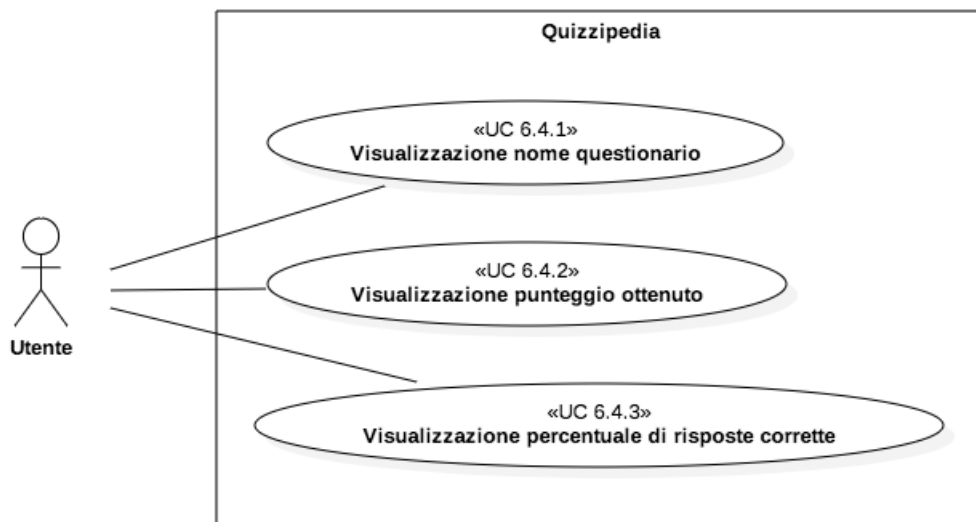 Quizzipedia
«UC 6.4.1»
Visualizzazione nome questionario
«UC 6.4.2»
Visualizzazione punteggio ottenuto
Utente
«UC 6.4.3»
Visualizzazione percentuale di risposte corrette